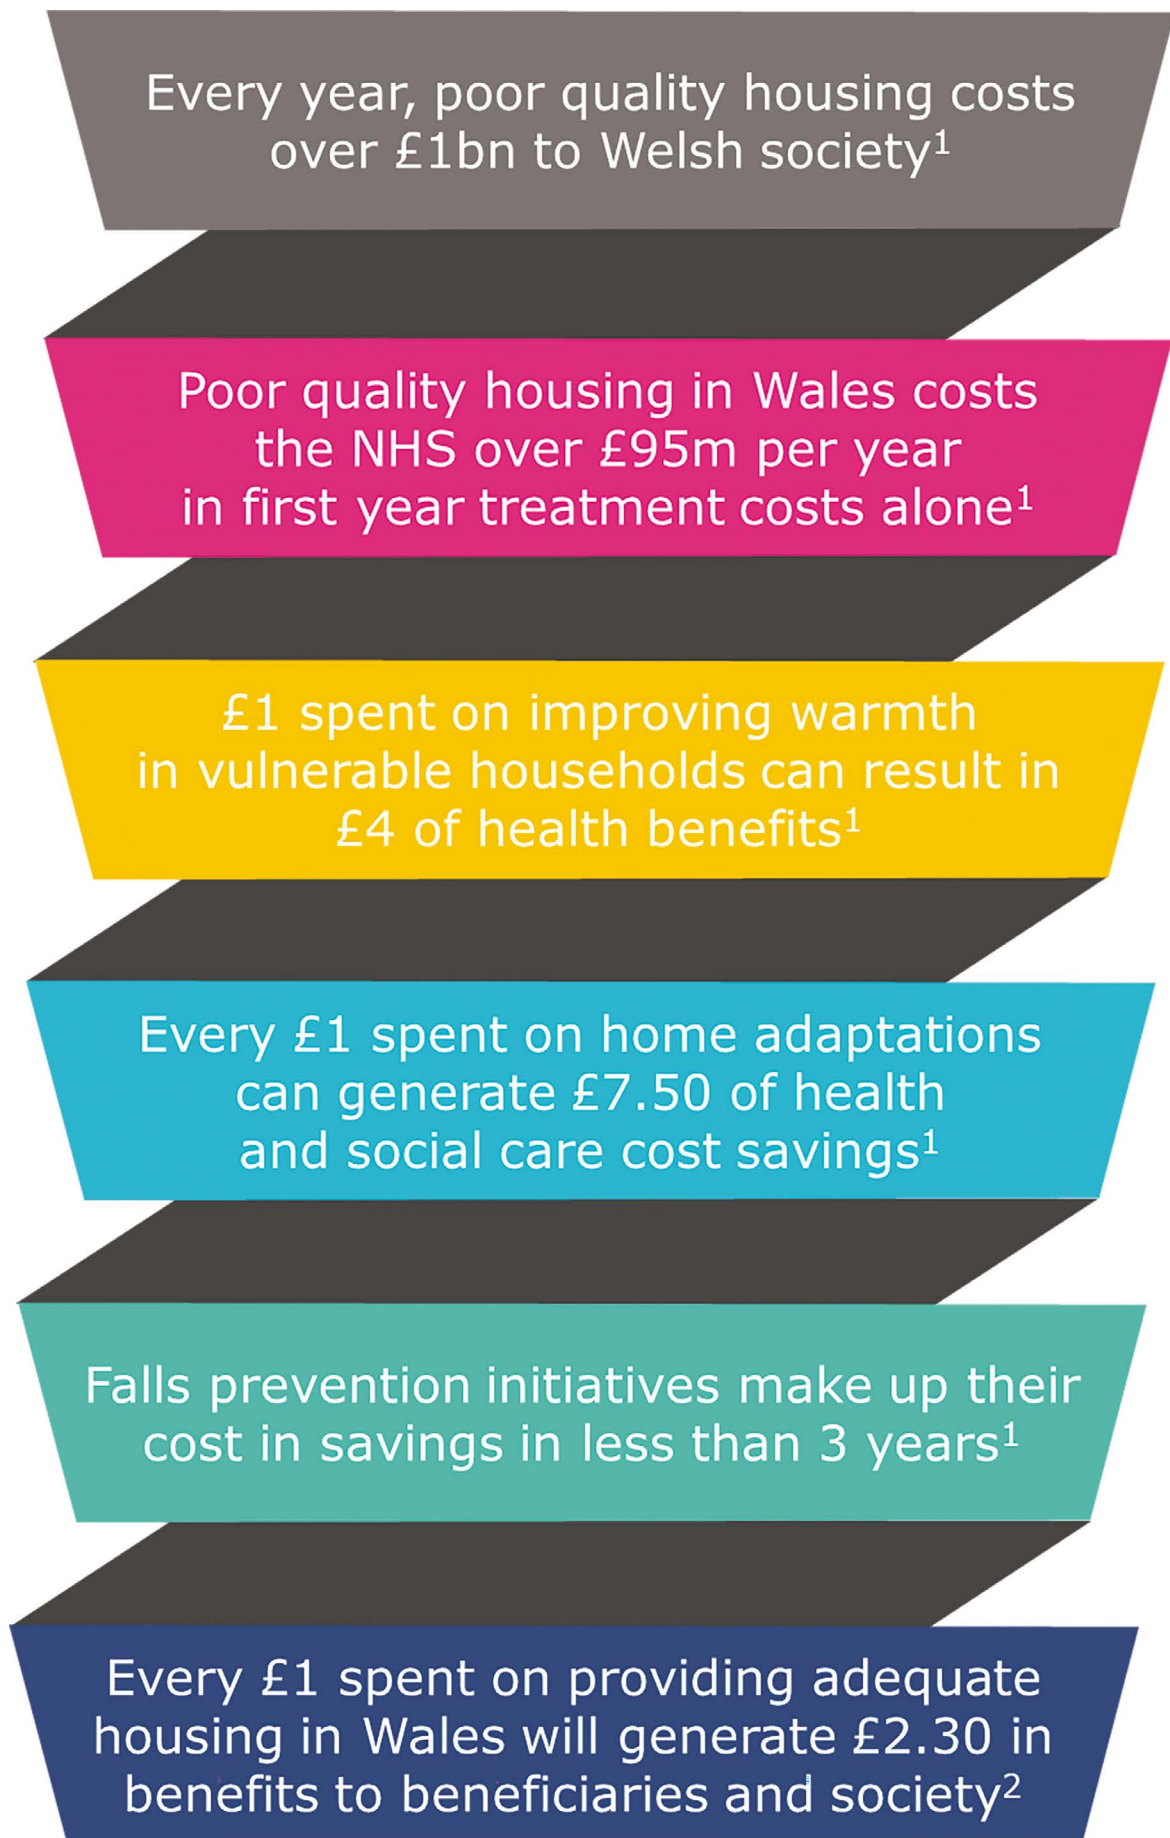 Every year, poor quality housing costs
over £1bn to Welsh society¹
Poor quality housing in Wales costs
the NHS over £95m per year
in first year treatment costs alone¹
£1 spent on improving warmth
in vulnerable households can result in
£4 of health benefits¹
Every £1 spent on home adaptations
can generate £7.50 of health
and social care cost savings¹
Falls prevention initiatives make up their
cost in savings in less than 3 years¹
Every £1 spent on providing adequate
housing in Wales will generate £2.30 in
benefits to beneficiaries and society²